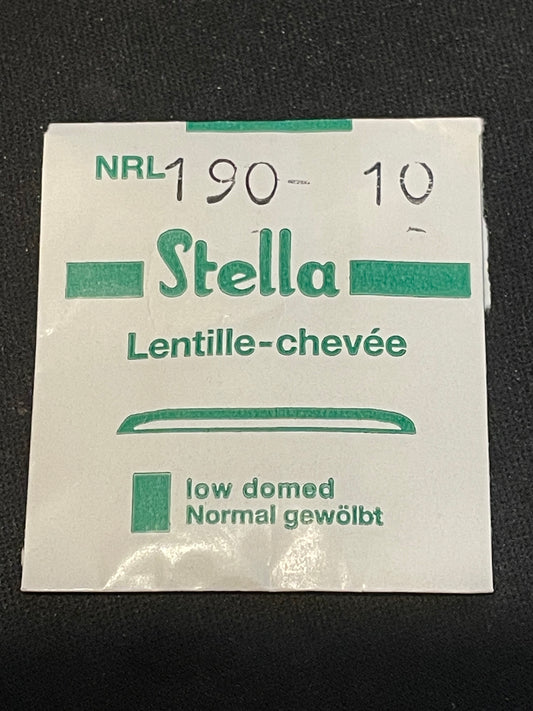 NRL 190- 10
Stella
Lentille-chevée
low domed
Normal gewölbt